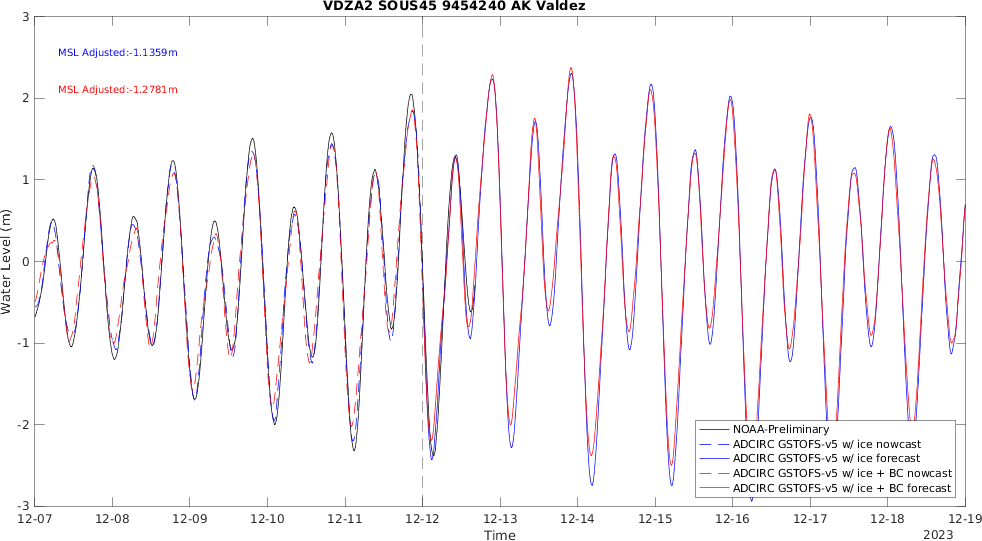 VDZA2 SOUS45 9454240 AK Valdez
MSL Adjusted:-1.1359m
MSL Adjusted:-1.2781m
Water Level (m)
3
2
1
0
-1
-2
-3
NOAA-Preliminary
ADCIRC GSTOFS-v5 w/ ice nowcast
ADCIRC GSTOFS-v5 w/ ice forecast
ADCIRC GSTOFS-v5 w/ ice + BC nowcast
ADCIRC GSTOFS-v5 w/ ice + BC forecast
12-07 12-08 12-09 12-10 12-11 12-12 12-13 12-14 12-15 12-16 12-17 12-18 12-19
Time
2023